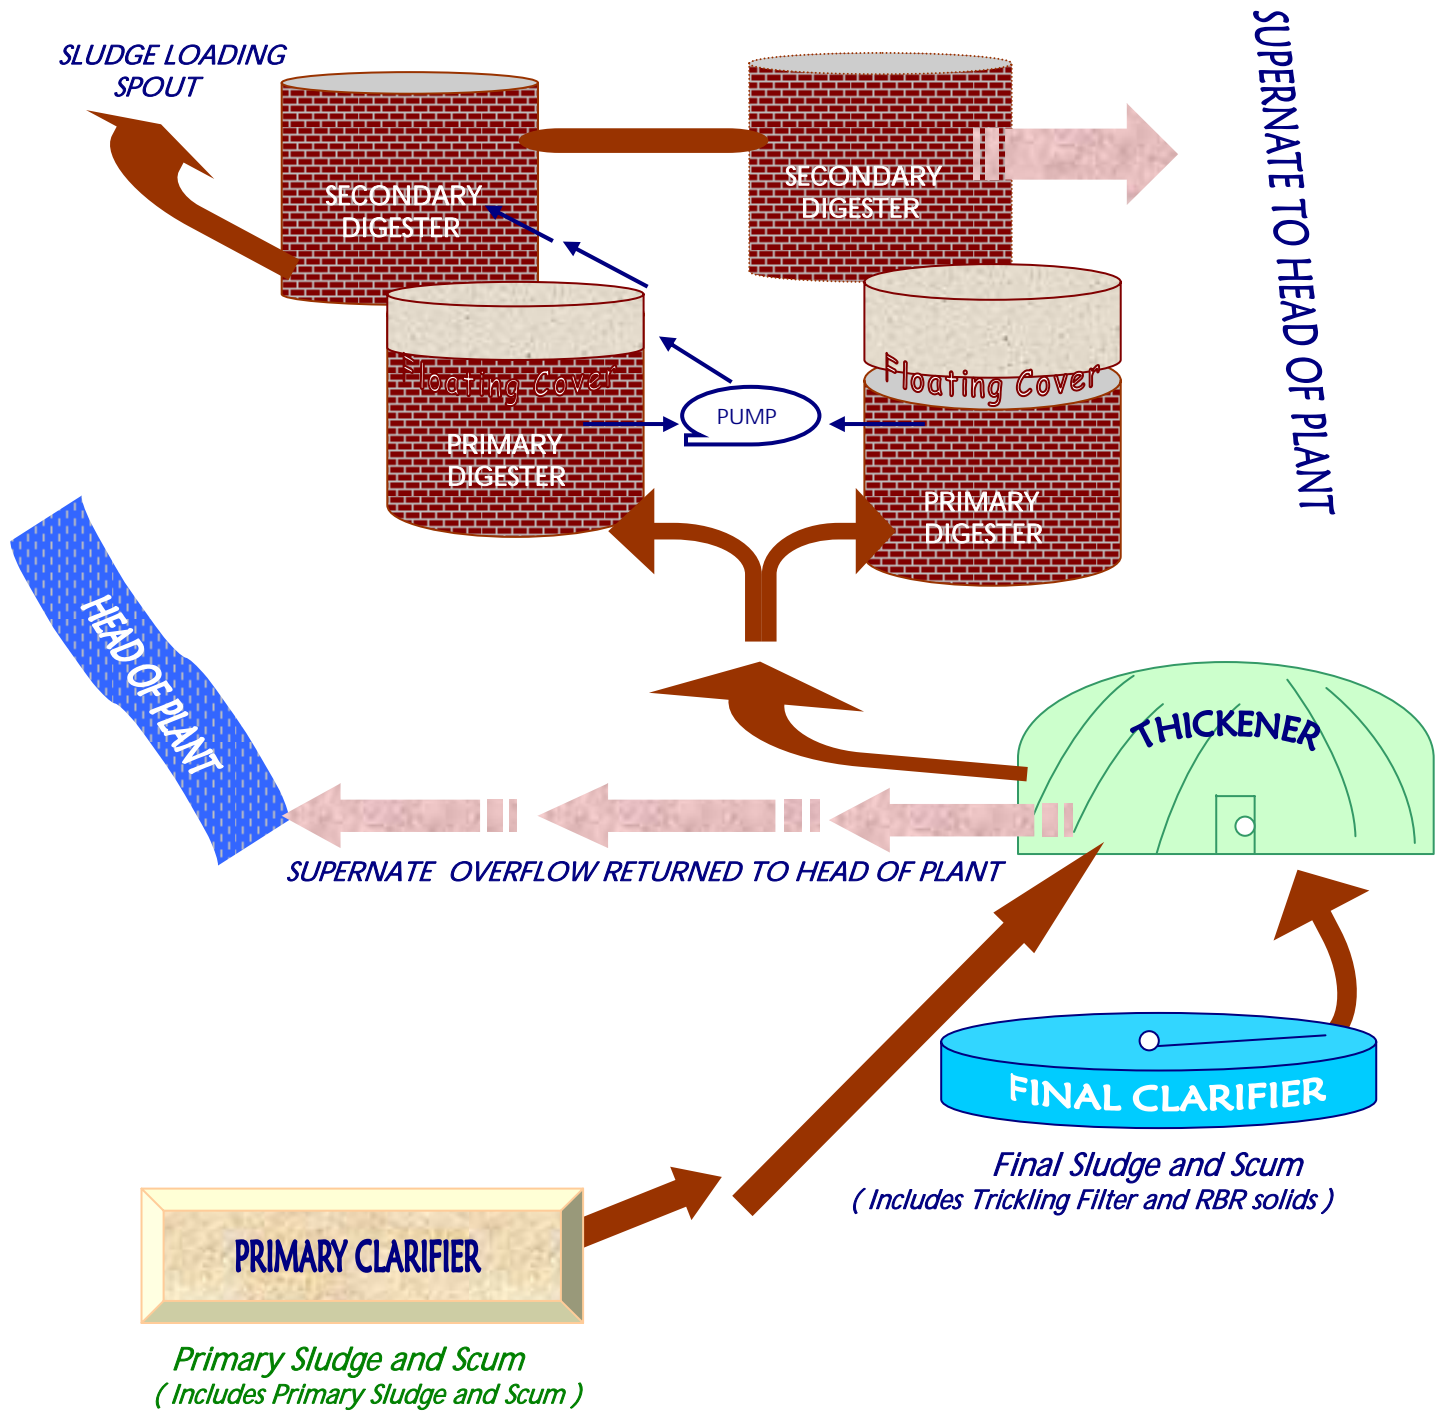 SLUDGE LOADING
SPOUT
SECONDARY
DIGESTER
SECONDARY
DIGESTER
SUPERNATE TO HEAD OF PLANT
Floating Cover
PRIMARY
DIGESTER
PUMP
Floating Cover
PRIMARY
DIGESTER
HEAD OF PLANT
THICKENER
SUPERNATE OVERFLOW RETURNED TO HEAD OF PLANT
FINAL CLARIFIER
Final Sludge and Scum
( Includes Trickling Filter and RBR solids )
PRIMARY CLARIFIER
Primary Sludge and Scum
( Includes Primary Sludge and Scum )